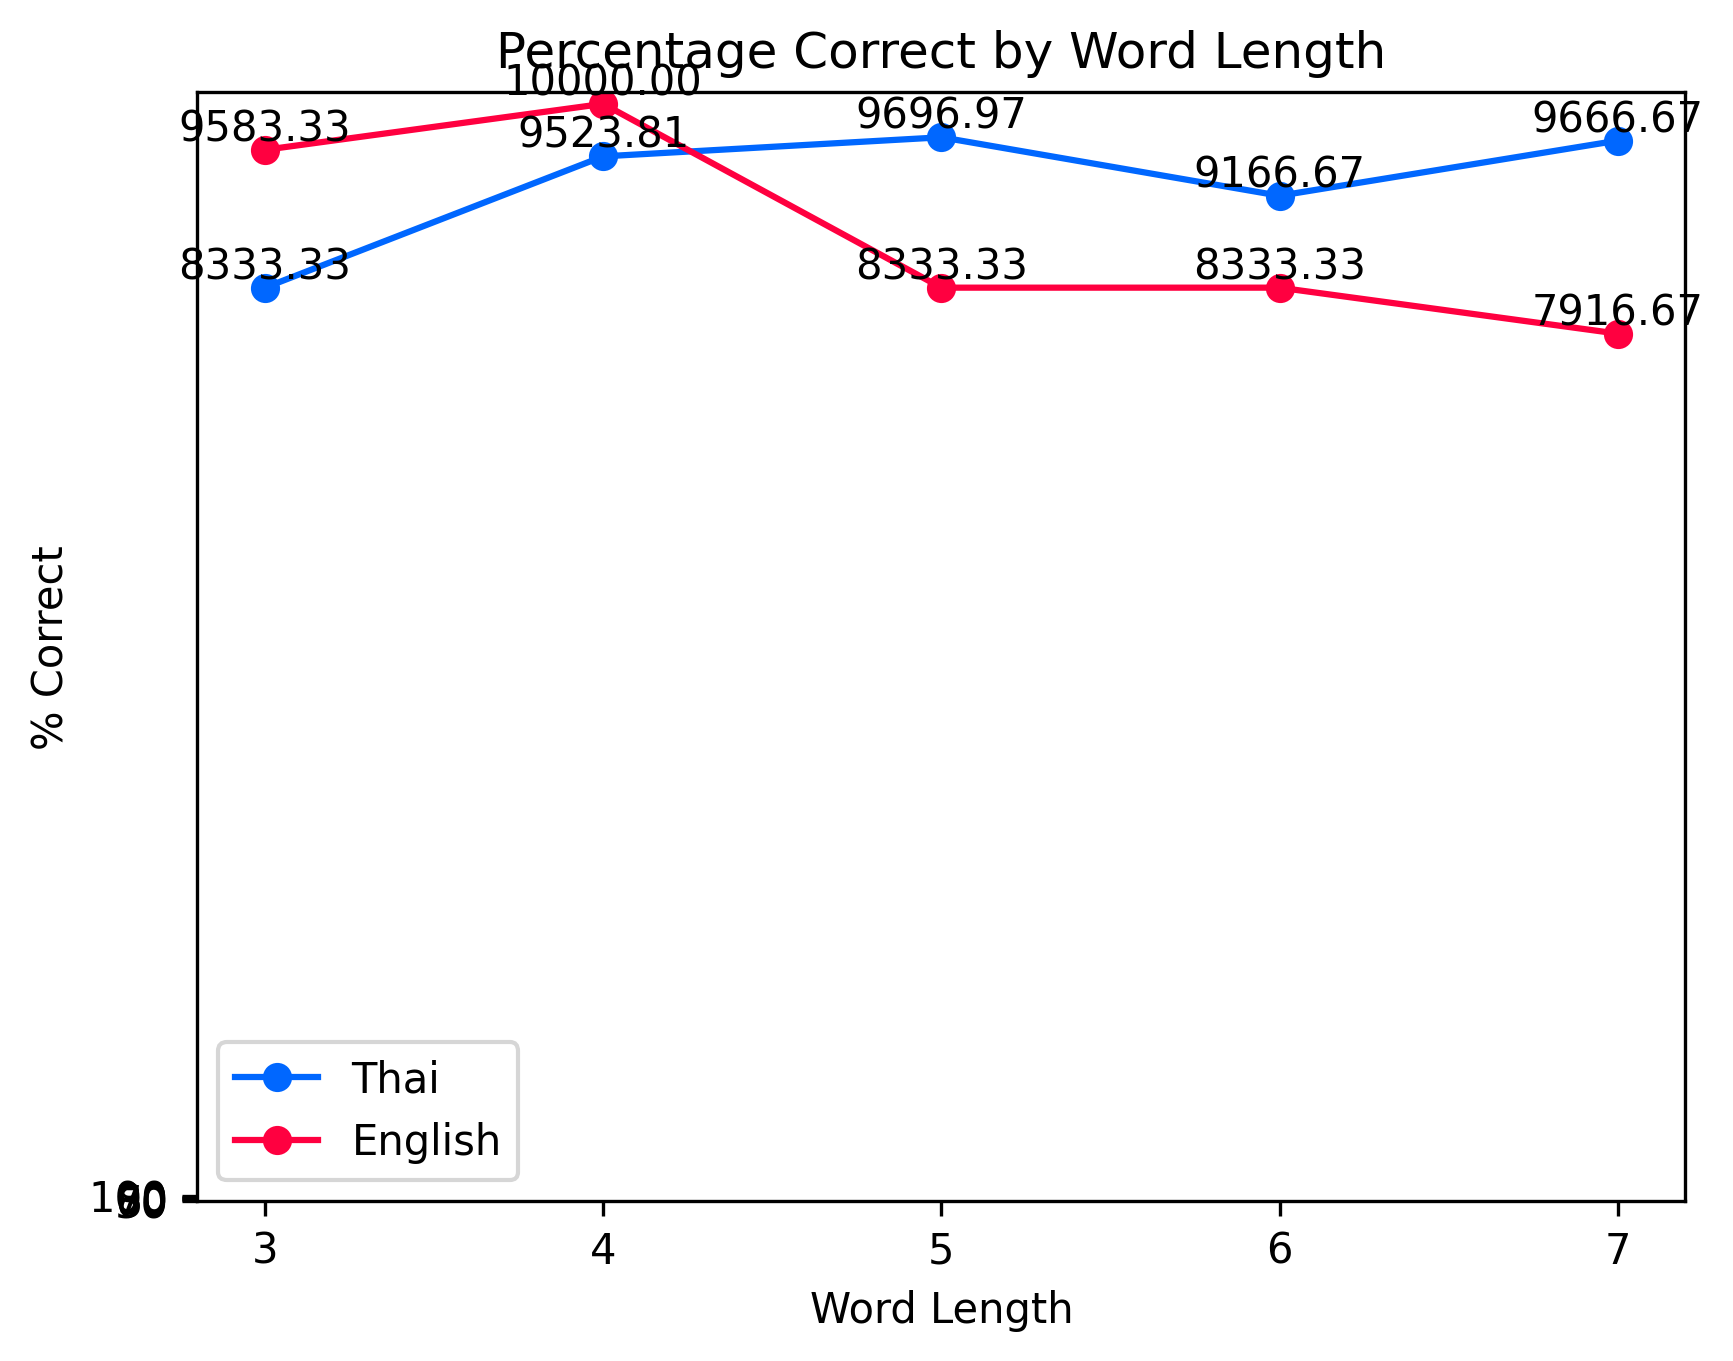 Percentage Correct by Word Length
10000.00
9583.33
9523.81
9696.97
9166.67
9666.67
8333.33
8333.33
8333.33
7916.67
% Correct
Thai
English
3 4 5 6 7
Word Length